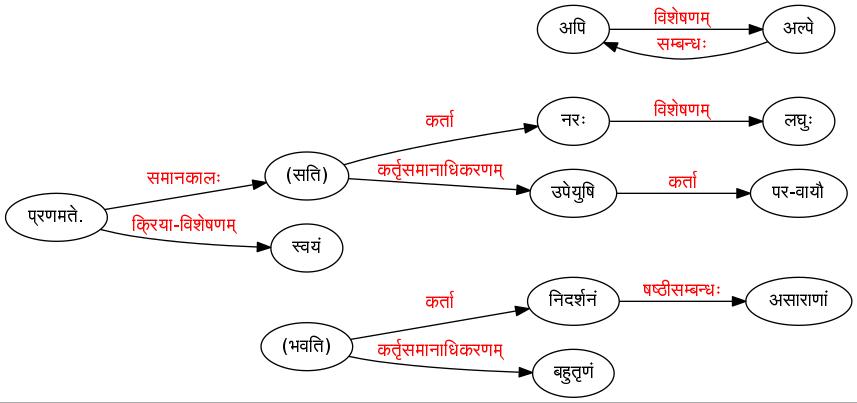 अपि विशेषणम् अल्पे
सम्बन्धः
कर्ता नरः विशेषणम् लघुः
समानकालः (सति) कर्तृसमानाधिकरणम् उपेयुषि कर्ता पर-वायौ
प्रणमते. क्रिया-विशेषणम् स्वयं
कर्ता निदर्शनं षष्ठीसम्बन्धः असाराणां
(भवति) कर्तृसमानाधिकरणम् बहुतृणं